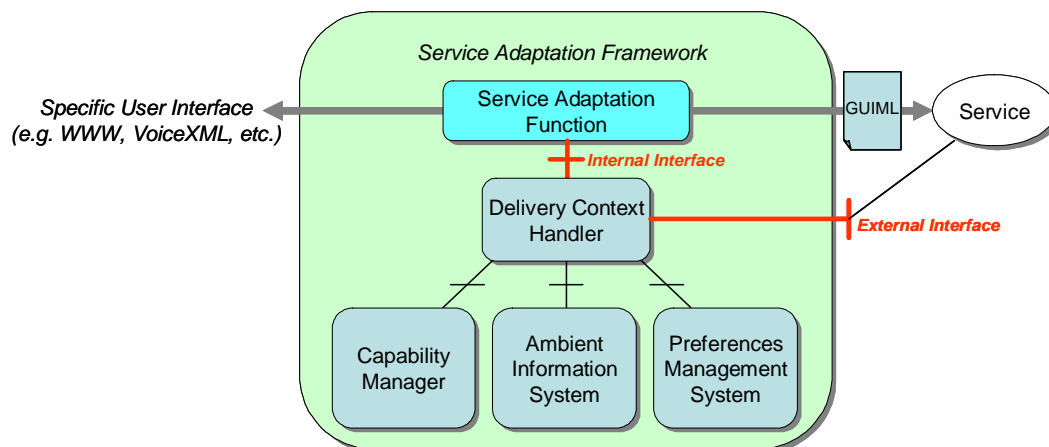 Service Adaptation Framework
Specific User Interface
(e.g. WWW, VoiceXML, etc.)
Service Adaptation
Function
GUIML
Service
Internal Interface
Delivery Context
Handler
External Interface
Capability
Manager
Ambient
Information
System
Preferences
Management
System